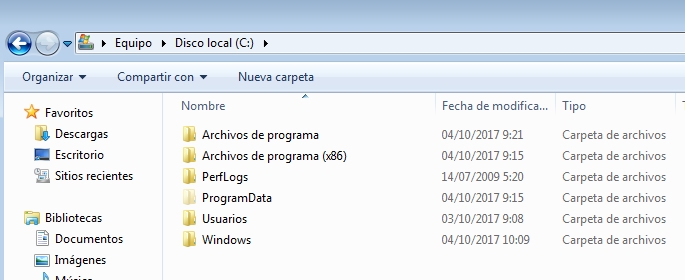 Equipo Disco local (C:)
Organizar Compartir con Nueva carpeta
Favoritos
Descargas
Escritorio
Sitios recientes
Bibliotecas
Documentos
Imágenes
Música
Nombre Fecha de modifica... Tipo
Archivos de programa 04/10/2017 9:21 Carpeta de archivos
Archivos de programa (x86) 04/10/2017 9:15 Carpeta de archivos
PerfLogs 14/07/2009 5:20 Carpeta de archivos
ProgramData 04/10/2017 9:15 Carpeta de archivos
Usuarios 03/10/2017 9:08 Carpeta de archivos
Windows 04/10/2017 10:09 Carpeta de archivos